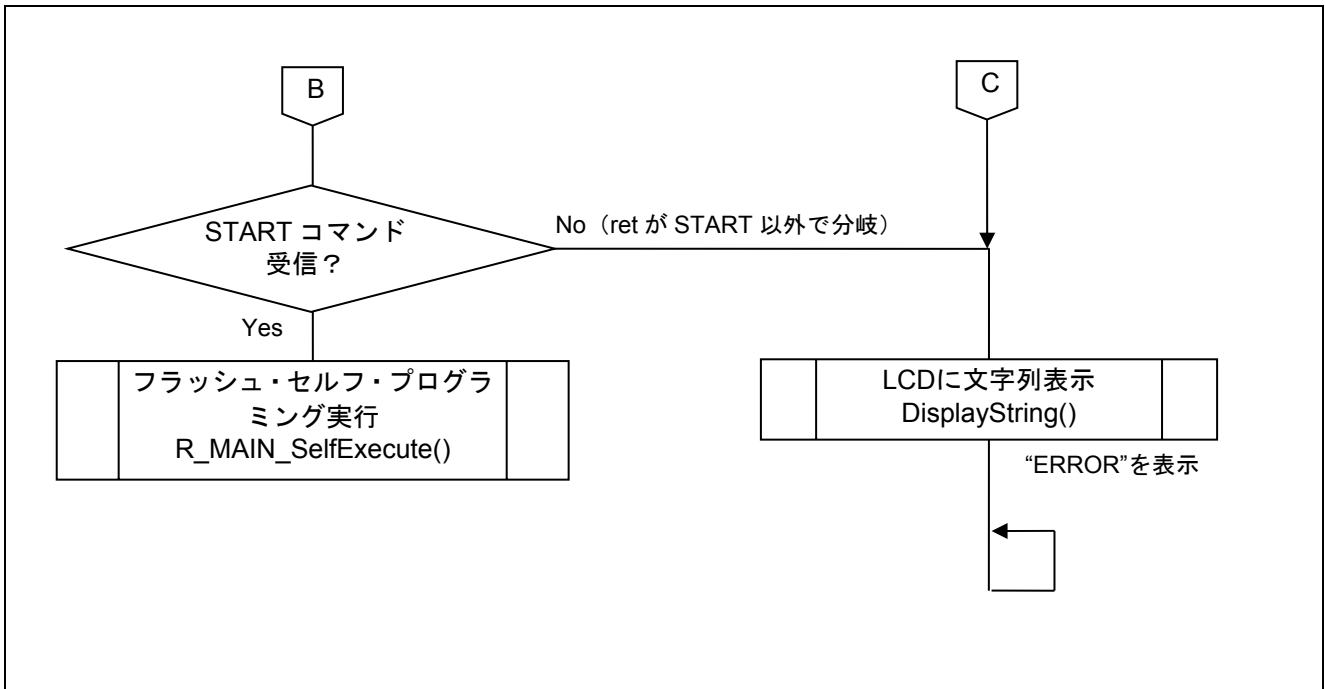 B
C
START コマンド
受信？
No（ret が START 以外で分岐）
Yes
フラッシュ・セルフ・プログラ
ミング実行
R_MAIN_SelfExecute()
LCDに文字列表示
DisplayString()
“ERROR”を表示